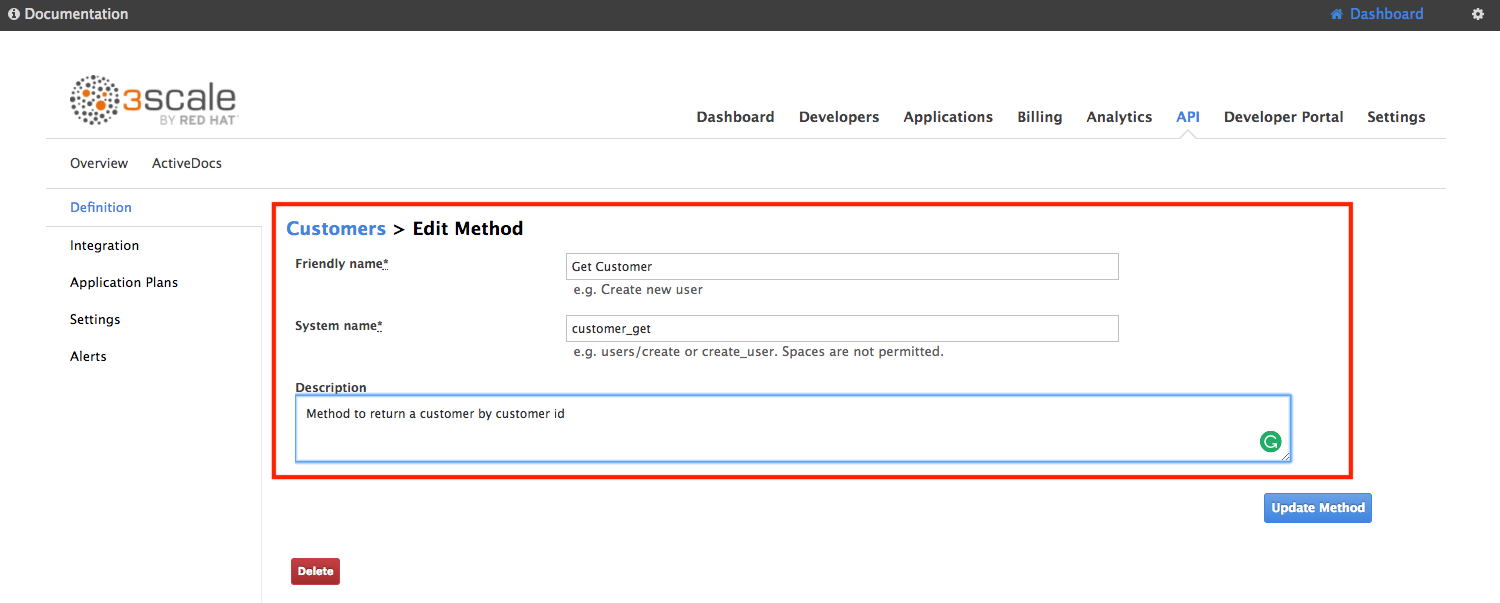 Documentation
Dashboard
3scale
BY RED HAT
Dashboard Developers Applications Billing Analytics API Developer Portal Settings
Overview ActiveDocs
Definition
Integration
Application Plans
Settings
Alerts
Customers > Edit Method
Friendly name*
Get Customer
e.g. Create new user
System name*
customer_get
e.g. users/create or create_user. Spaces are not permitted.
Description
Method to return a customer by customer id
Update Method
Delete